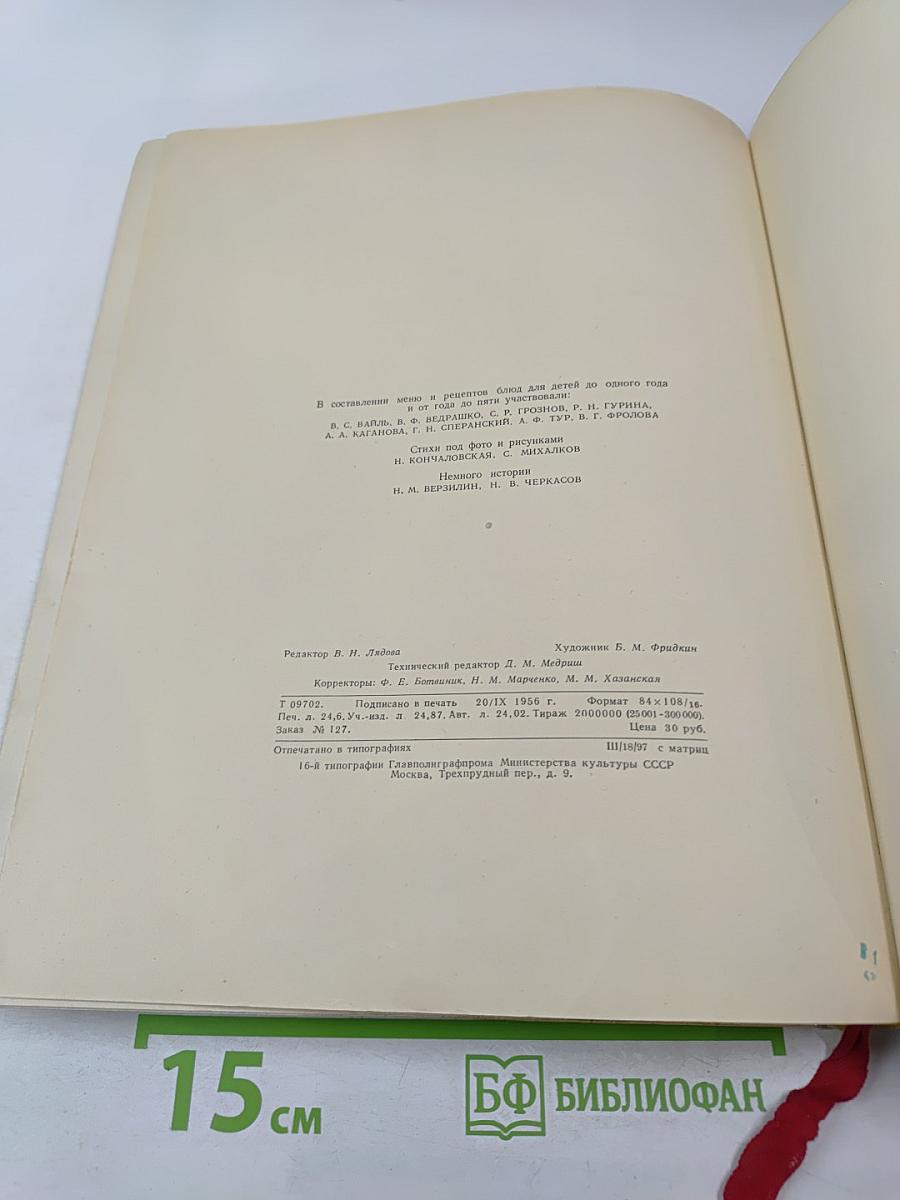 В составлении меню и рецептов блюд для детей до одного года
и от года до пяти участвовали:
В. С. ВАЙЛЬ, В. Ф. ВЕДРАШКО, С. Р. ГРОЗНОВ, Р. Н. ГУРИНА,
А. А. КАГАНОВА, Г. Н. СПЕРАНСКИЙ, А. Ф. ТУР, В. Г. ФРОЛОВА
Стихи под фото и рисунками
Н. КОНЧАЛОВСКАЯ, С. МИХАЛКОВ
Немного истории
Н. М. ВЕРЗИЛИН, Н. В. ЧЕРКАСОВ
Редактор В. Н. Лядова Художник Б. М. Фридкин
Технический редактор Д. М. Медриш
Корректоры: Ф. Е. Ботвиник, Н. М. Марченко, М. М. Хазанская
Т 09702. Подписано в печать 20/IX 1956 г. Формат 84×108/16.
Печ. л. 24,6. Уч.-изд. л. 24,87. Авт. л. 24,02. Тираж 2000000 (25001-300000).
Заказ № 127. Цена 30 руб.
Отпечатано в типографиях III/18/97 с матриц
16-й типографии Главполиграфпрома Министерства культуры СССР
Москва, Трехпрудный пер., д. 9.
В 1
15 см БФ БИБЛИОФАН